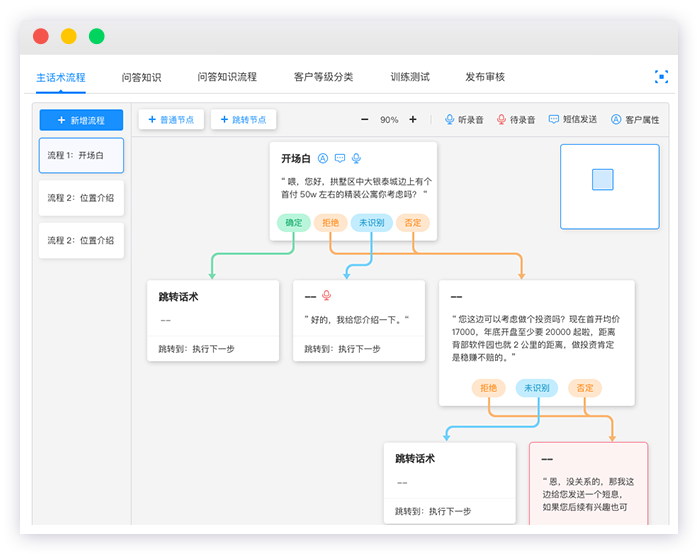 主话术流程
问答知识
问答知识流程
客户等级分类
训练测试
发布审核
+ 新增流程
+ 普通节点
+ 跳转节点
− 90% +
听录音
待录音
短信发送
客户属性
流程 1：开场白
流程 2：位置介绍
流程 2：位置介绍
开场白
“ 喂，您好，拱墅区中大银泰城边上有个
首付 50w 左右的精装公寓你考虑吗？ ”
确定
拒绝
未识别
否定
跳转话术
––
跳转到：执行下一步
––
”好的，我给您介绍一下。“
跳转到：执行下一步
––
“ 您这边可以考虑做个投资吗？现在首开均价
17000，年底开盘至少要 20000 起啦，距离
背部软件园也就 2 公里的距离，做投资肯定
是稳赚不赔的。”
拒绝
未识别
否定
跳转话术
––
跳转到：执行下一步
––
“ 恩，没关系的，那我这
边给您发送一个短息，
如果您后续有兴趣也可